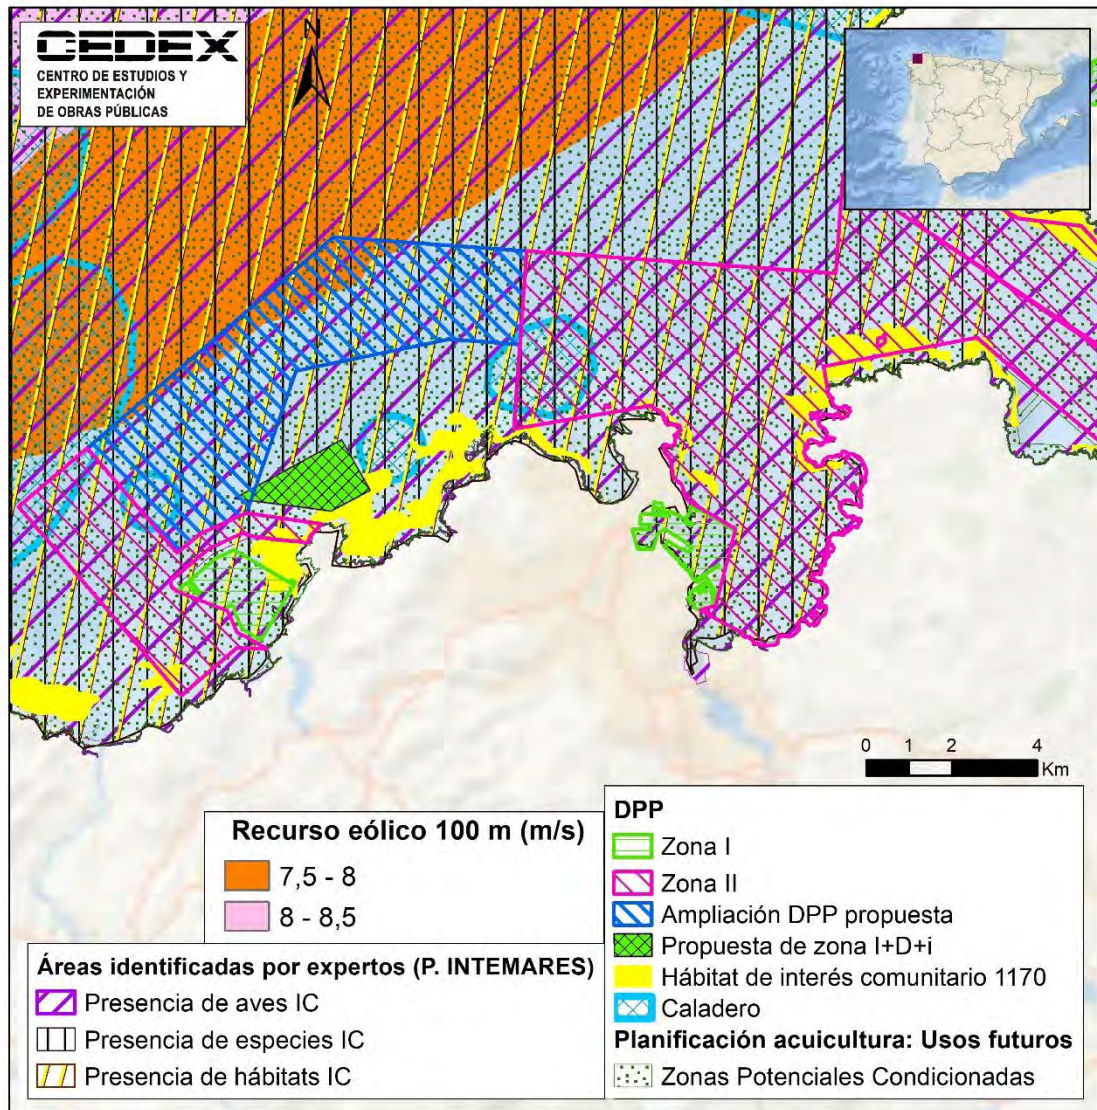 CEDEX
CENTRO DE ESTUDIOS Y
EXPERIMENTACIÓN
DE OBRAS PÚBLICAS
N
0 1 2 4
Km
Recurso eólico 100 m (m/s)
7,5 - 8
8 - 8,5
Áreas identificadas por expertos (P. INTEMARES)
Presencia de aves IC
Presencia de especies IC
Presencia de hábitats IC
DPP
Zona I
Zona II
Ampliación DPP propuesta
Propuesta de zona I+D+i
Hábitat de interés comunitario 1170
Caladero
Planificación acuicultura: Usos futuros
Zonas Potenciales Condicionadas